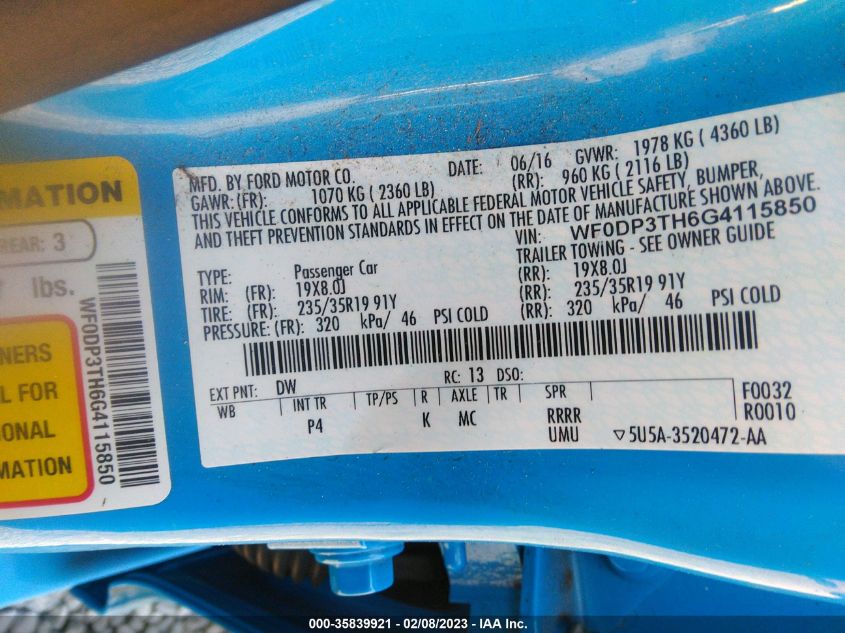 MATION
REAR: 3
lbs.
WF0DP3TH6G4115850
NERS
L FOR
ONAL
MATION
MFD. BY FORD MOTOR CO. DATE: 06/16 GVWR: 1978 KG ( 4360 LB)
GAWR: (FR): 1070 KG ( 2360 LB) (RR): 960 KG ( 2116 LB)
THIS VEHICLE CONFORMS TO ALL APPLICABLE FEDERAL MOTOR VEHICLE SAFETY, BUMPER,
AND THEFT PREVENTION STANDARDS IN EFFECT ON THE DATE OF MANUFACTURE SHOWN ABOVE.
VIN: WF0DP3TH6G4115850
TRAILER TOWING - SEE OWNER GUIDE
TYPE: Passenger Car
RIM: (FR): 19X8.0J (RR): 19X8.0J
TIRE: (FR): 235/35R19 91Y (RR): 235/35R19 91Y
PRESSURE: (FR): 320 kPa/ 46 PSI COLD (RR): 320 kPa/ 46 PSI COLD
EXT PNT: DW RC: 13 DSO:
WB INT TR TP/PS R AXLE TR SPR F0032
P4 K MC RRRR R0010
UMU ▽5U5A-3520472-AA
000-35839921 - 02/08/2023 - IAA Inc.